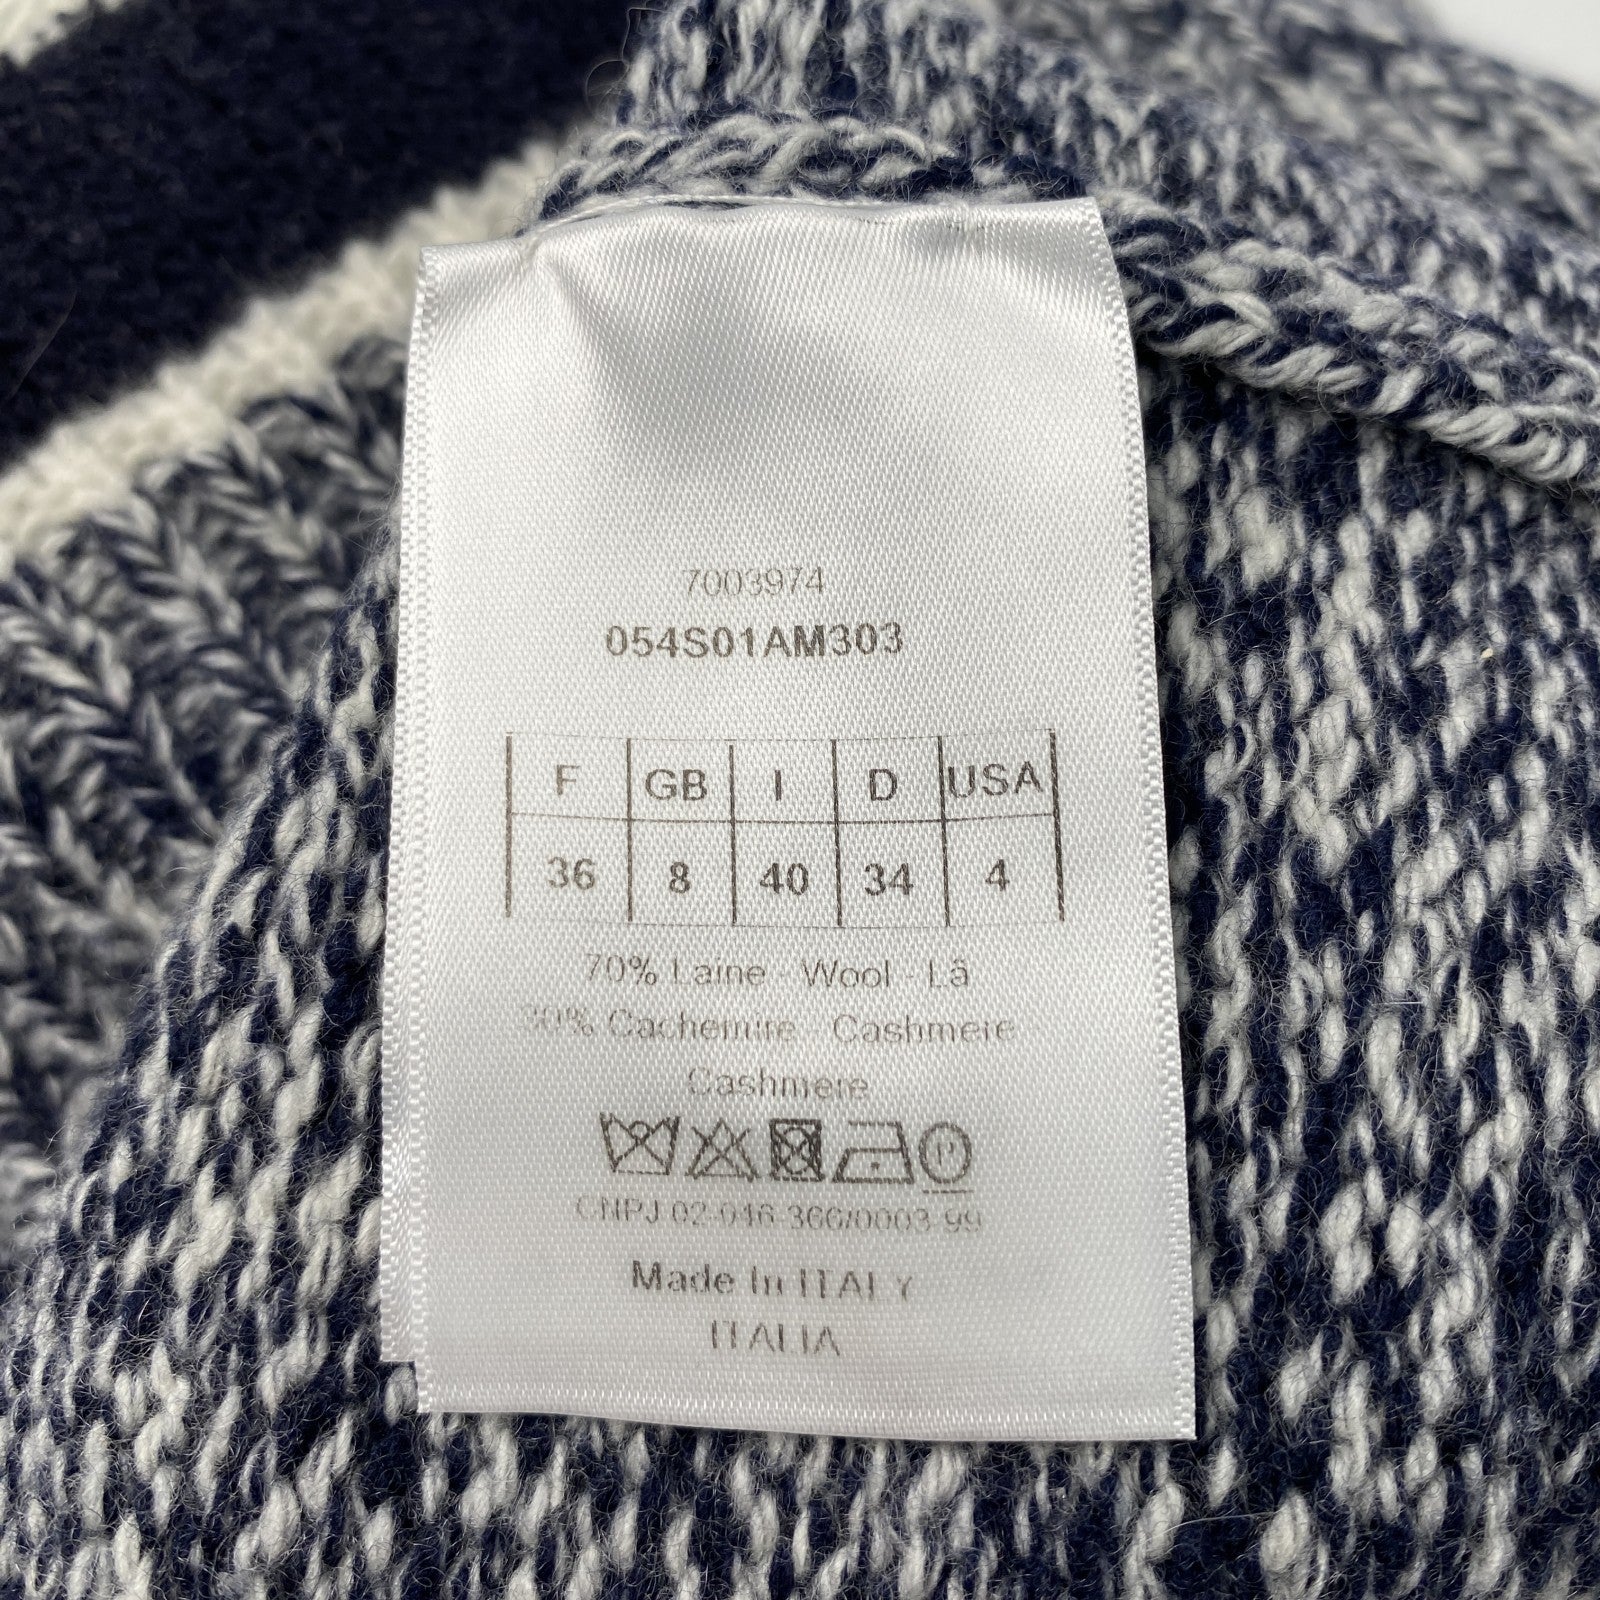 7003974
054S01AM303
F GB I D USA
36 8 40 34 4
70% Laine - Wool - Lã
30% Cachemire - Cashmere
Cashmere
P
CNPJ 02-046-366/0003-99
Made In ITALY
ITALIA